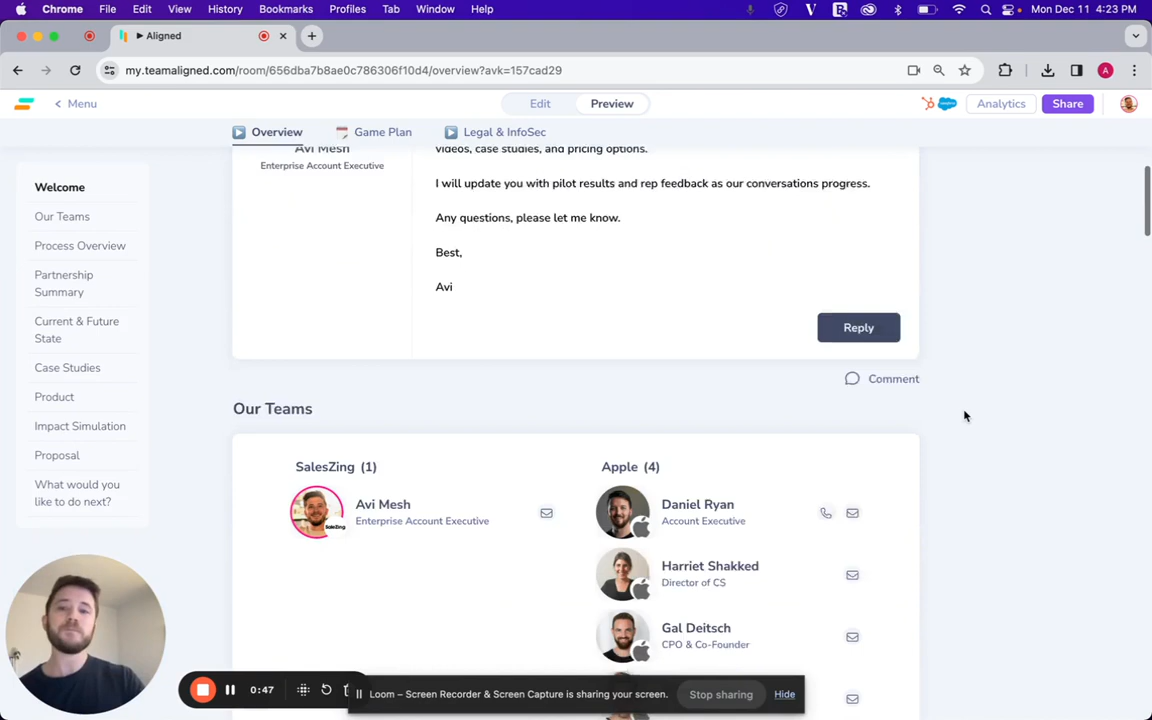 Chrome File Edit View History Bookmarks Profiles Tab Window Help Mon Dec 11 4:23 PM
Aligned
my.teamaligned.com/room/656dba7b8ae0c786306f10d4/overview?avk=157cad29
Menu
Edit Preview
Analytics Share
Overview Game Plan Legal & InfoSec
Welcome
Our Teams
Process Overview
Partnership
Summary
Current & Future
State
Case Studies
Product
Impact Simulation
Proposal
What would you
like to do next?
Avi Mesh
Enterprise Account Executive
videos, case studies, and pricing options.
I will update you with pilot results and rep feedback as our conversations progress.
Any questions, please let me know.
Best,
Avi
Reply
Comment
Our Teams
SalesZing (1)
Avi Mesh
Enterprise Account Executive
SaleZing
Apple (4)
Daniel Ryan
Account Executive
Harriet Shakked
Director of CS
Gal Deitsch
CPO & Co-Founder
0:47
Loom – Screen Recorder & Screen Capture is sharing your screen. Stop sharing Hide